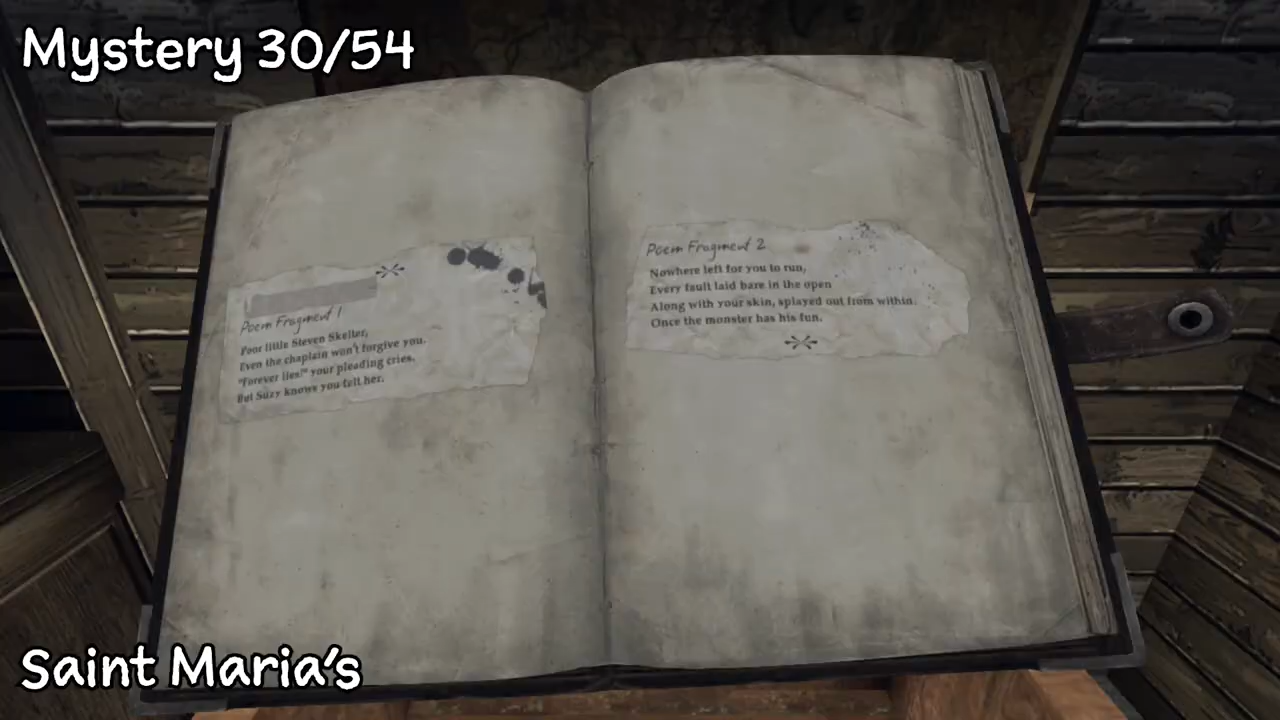 Mystery 30/54
Poem Fragment 1
Poor little Steven Skelter,
Even the chaplain won't forgive you.
"Forever lies!" your pleading cries.
But Suzy knows you felt her.
Poem Fragment 2
Nowhere left for you to run,
Every fault laid bare in the open
Along with your skin, splayed out from within.
Once the monster has his fun.
Saint Maria's